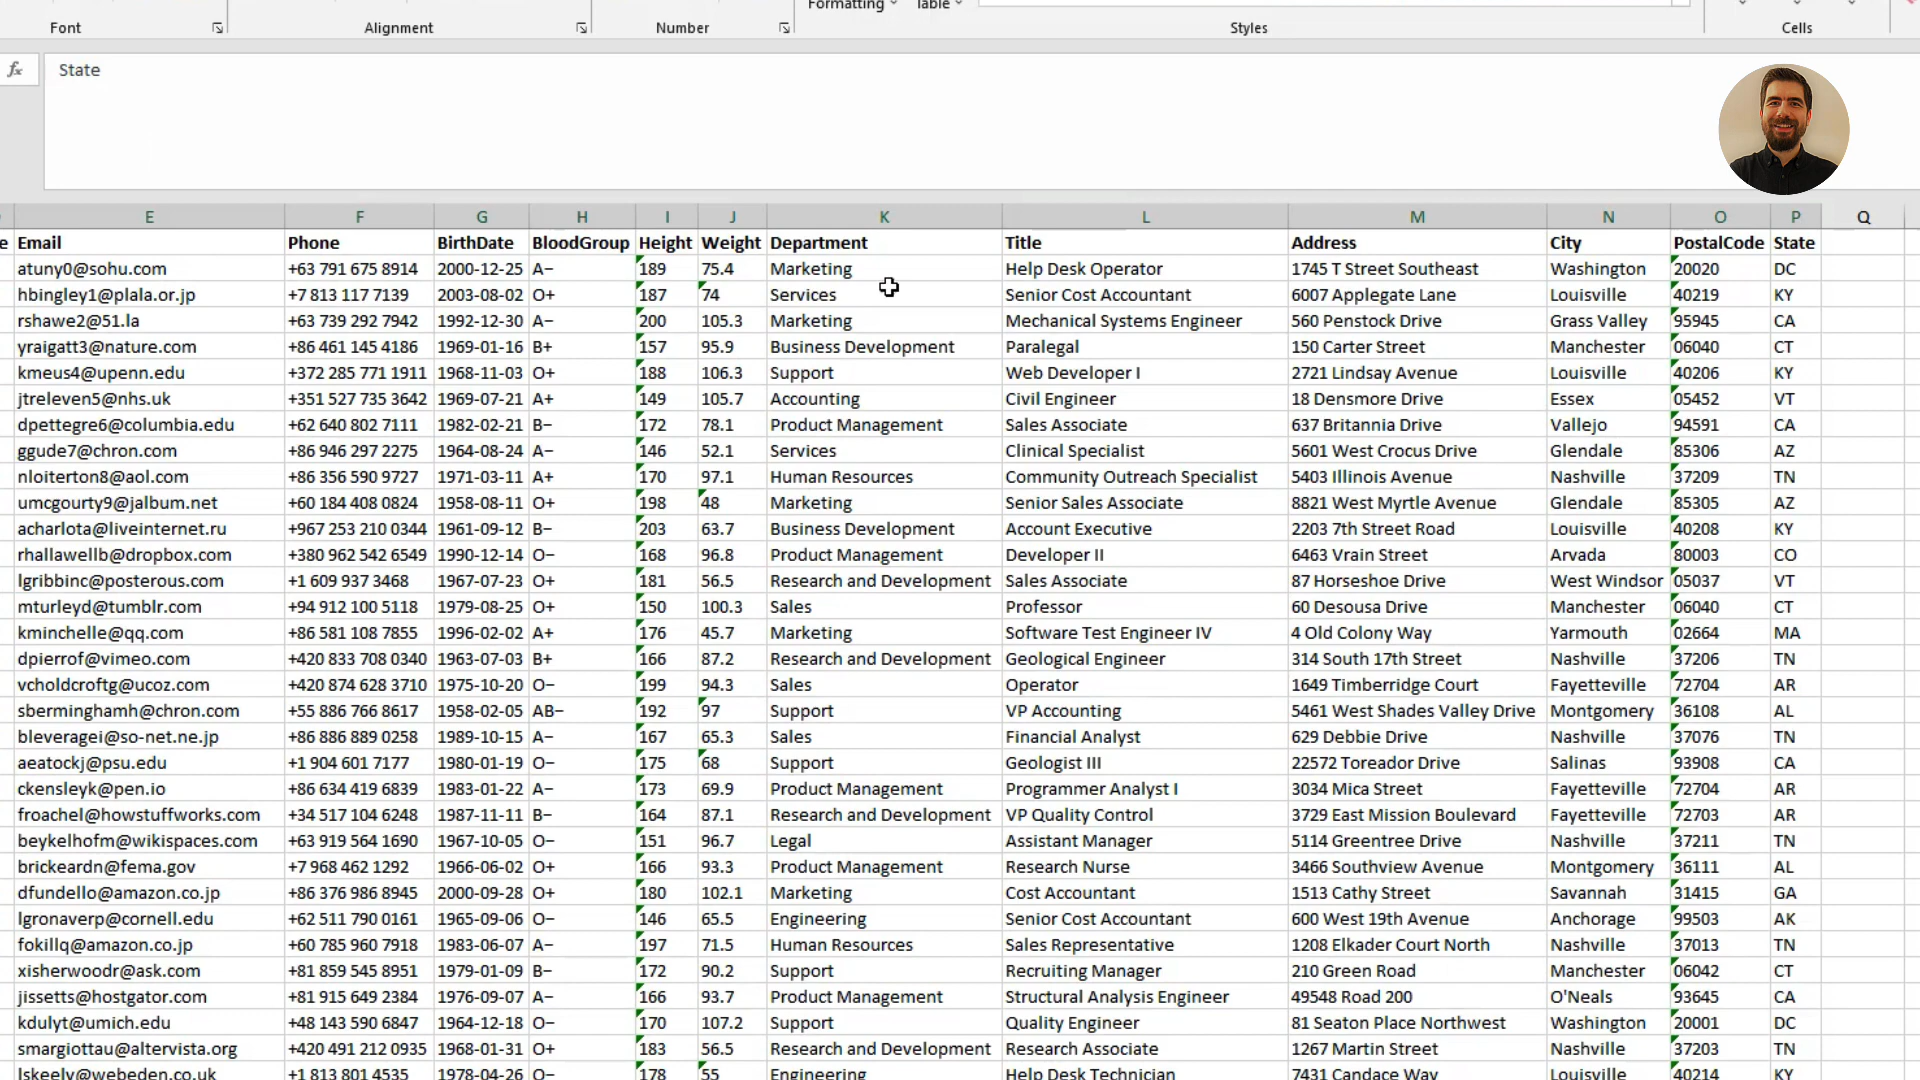 Formatting Table
Font Alignment Number Styles Cells
fx State
E F G H I J K L M N O P Q
e Email Phone BirthDate BloodGroup Height Weight Department Title Address City PostalCode State
atuny0@sohu.com +63 791 675 8914 2000-12-25 A− 189 75.4 Marketing Help Desk Operator 1745 T Street Southeast Washington 20020 DC
hbingley1@plala.or.jp +7 813 117 7139 2003-08-02 O+ 187 74 Services Senior Cost Accountant 6007 Applegate Lane Louisville 40219 KY
rshawe2@51.la +63 739 292 7942 1992-12-30 A− 200 105.3 Marketing Mechanical Systems Engineer 560 Penstock Drive Grass Valley 95945 CA
yraigatt3@nature.com +86 461 145 4186 1969-01-16 B+ 157 95.9 Business Development Paralegal 150 Carter Street Manchester 06040 CT
kmeus4@upenn.edu +372 285 771 1911 1968-11-03 O+ 188 106.3 Support Web Developer I 2721 Lindsay Avenue Louisville 40206 KY
jtreleven5@nhs.uk +351 527 735 3642 1969-07-21 A+ 149 105.7 Accounting Civil Engineer 18 Densmore Drive Essex 05452 VT
dpettegre6@columbia.edu +62 640 802 7111 1982-02-21 B− 172 78.1 Product Management Sales Associate 637 Britannia Drive Vallejo 94591 CA
ggude7@chron.com +86 946 297 2275 1964-08-24 A− 146 52.1 Services Clinical Specialist 5601 West Crocus Drive Glendale 85306 AZ
nloiterton8@aol.com +86 356 590 9727 1971-03-11 A+ 170 97.1 Human Resources Community Outreach Specialist 5403 Illinois Avenue Nashville 37209 TN
umcgourty9@jalbum.net +60 184 408 0824 1958-08-11 O+ 198 48 Marketing Senior Sales Associate 8821 West Myrtle Avenue Glendale 85305 AZ
acharlota@liveinternet.ru +967 253 210 0344 1961-09-12 B− 203 63.7 Business Development Account Executive 2203 7th Street Road Louisville 40208 KY
rhallawellb@dropbox.com +380 962 542 6549 1990-12-14 O− 168 96.8 Product Management Developer II 6463 Vrain Street Arvada 80003 CO
lgribbinc@posterous.com +1 609 937 3468 1967-07-23 O+ 181 56.5 Research and Development Sales Associate 87 Horseshoe Drive West Windsor 05037 VT
mturleyd@tumblr.com +94 912 100 5118 1979-08-25 O+ 150 100.3 Sales Professor 60 Desousa Drive Manchester 06040 CT
kminchelle@qq.com +86 581 108 7855 1996-02-02 A+ 176 45.7 Marketing Software Test Engineer IV 4 Old Colony Way Yarmouth 02664 MA
dpierrof@vimeo.com +420 833 708 0340 1963-07-03 B+ 166 87.2 Research and Development Geological Engineer 314 South 17th Street Nashville 37206 TN
vcholdcroftg@ucoz.com +420 874 628 3710 1975-10-20 O− 199 94.3 Sales Operator 1649 Timberridge Court Fayetteville 72704 AR
sberminghamh@chron.com +55 886 766 8617 1958-02-05 AB− 192 97 Support VP Accounting 5461 West Shades Valley Drive Montgomery 36108 AL
bleveragei@so-net.ne.jp +86 886 889 0258 1989-10-15 A− 167 65.3 Sales Financial Analyst 629 Debbie Drive Nashville 37076 TN
aeatockj@psu.edu +1 904 601 7177 1980-01-19 O− 175 68 Support Geologist III 22572 Toreador Drive Salinas 93908 CA
ckensleyk@pen.io +86 634 419 6839 1983-01-22 A− 173 69.9 Product Management Programmer Analyst I 3034 Mica Street Fayetteville 72704 AR
froachel@howstuffworks.com +34 517 104 6248 1987-11-11 B− 164 87.1 Research and Development VP Quality Control 3729 East Mission Boulevard Fayetteville 72703 AR
beykelhofm@wikispaces.com +63 919 564 1690 1967-10-05 O− 151 96.7 Legal Assistant Manager 5114 Greentree Drive Nashville 37211 TN
brickeardn@fema.gov +7 968 462 1292 1966-06-02 O+ 166 93.3 Product Management Research Nurse 3466 Southview Avenue Montgomery 36111 AL
dfundello@amazon.co.jp +86 376 986 8945 2000-09-28 O+ 180 102.1 Marketing Cost Accountant 1513 Cathy Street Savannah 31415 GA
lgronaverp@cornell.edu +62 511 790 0161 1965-09-06 O− 146 65.5 Engineering Senior Cost Accountant 600 West 19th Avenue Anchorage 99503 AK
fokillq@amazon.co.jp +60 785 960 7918 1983-06-07 A− 197 71.5 Human Resources Sales Representative 1208 Elkader Court North Nashville 37013 TN
xisherwoodr@ask.com +81 859 545 8951 1979-01-09 B− 172 90.2 Support Recruiting Manager 210 Green Road Manchester 06042 CT
jissetts@hostgator.com +81 915 649 2384 1976-09-07 A− 166 93.7 Product Management Structural Analysis Engineer 49548 Road 200 O'Neals 93645 CA
kdulyt@umich.edu +48 143 590 6847 1964-12-18 O− 170 107.2 Support Quality Engineer 81 Seaton Place Northwest Washington 20001 DC
smargiottau@altervista.org +420 491 212 0935 1968-01-31 O+ 183 56.5 Research and Development Research Associate 1267 Martin Street Nashville 37203 TN
lskeelv@webeden.co.uk +1 813 801 4535 1978-04-26 O− 178 55 Engineering Help Desk Technician 7431 Candace Way Louisville 40214 KY